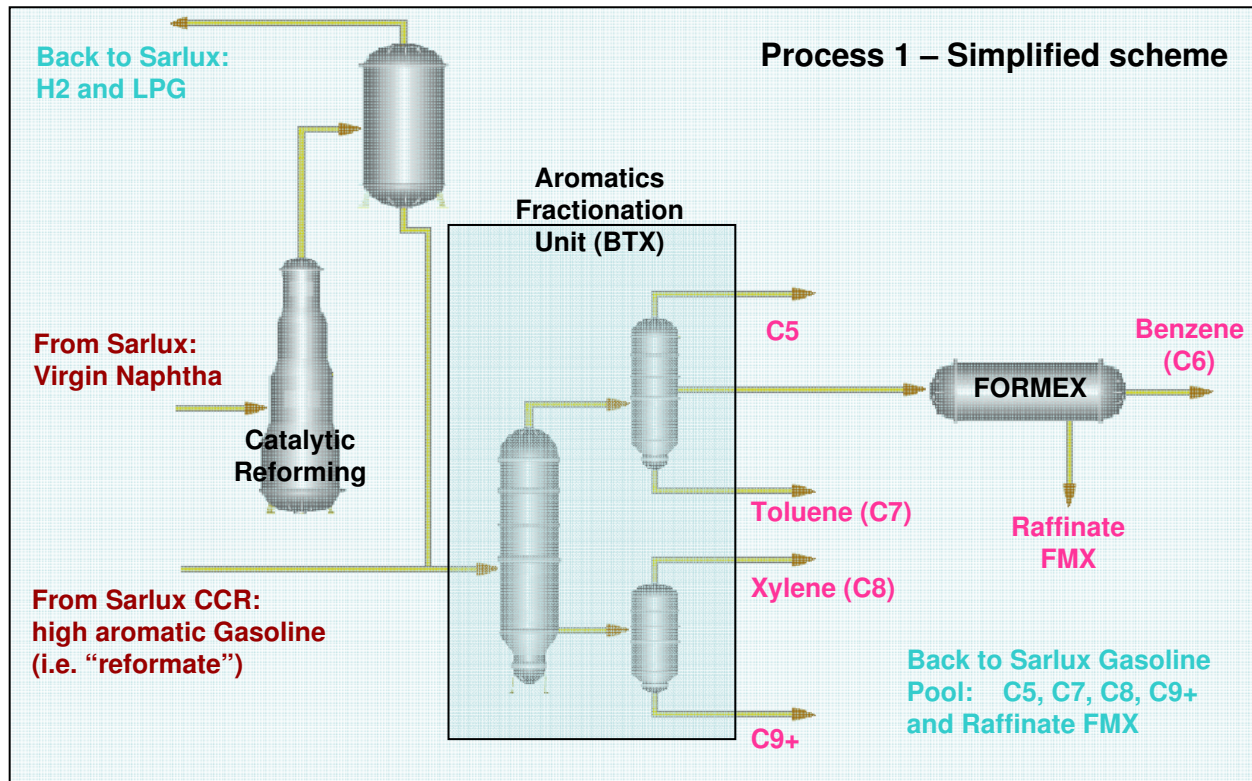 Process 1 – Simplified scheme
Back to Sarlux:
H2 and LPG
Aromatics
Fractionation
Unit (BTX)
From Sarlux:
Virgin Naphtha
Catalytic
Reforming
C5
Benzene
(C6)
FORMEX
Toluene (C7)
Raffinate
FMX
Xylene (C8)
From Sarlux CCR:
high aromatic Gasoline
(i.e. “reformate”)
C9+
Back to Sarlux Gasoline
Pool: C5, C7, C8, C9+
and Raffinate FMX